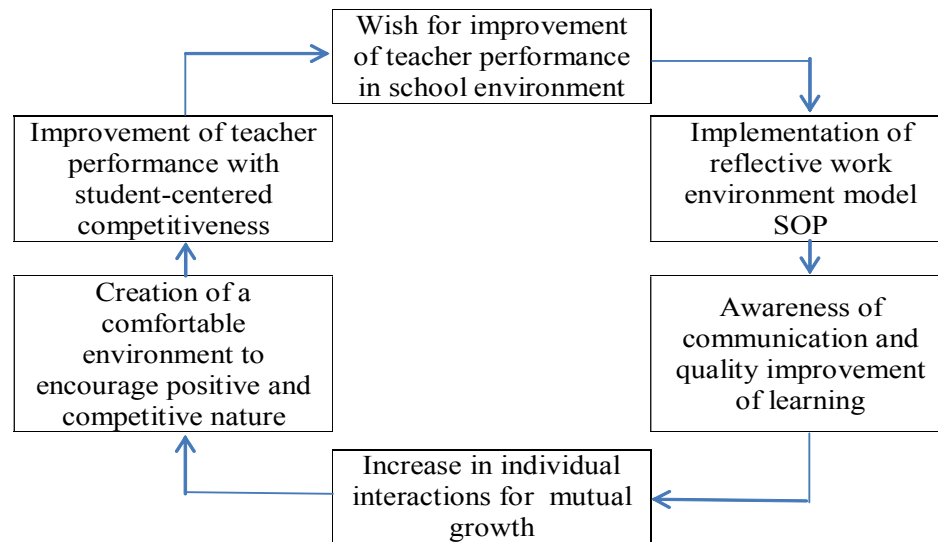 Wish for improvement
of teacher performance
in school environment
Implementation of
reflective work
environment model
SOP
Awareness of
communication and
quality improvement
of learning
Increase in individual
interactions for mutual
growth
Creation of a
comfortable
environment to
encourage positive and
competitive nature
Improvement of teacher
performance with
student-centered
competitiveness